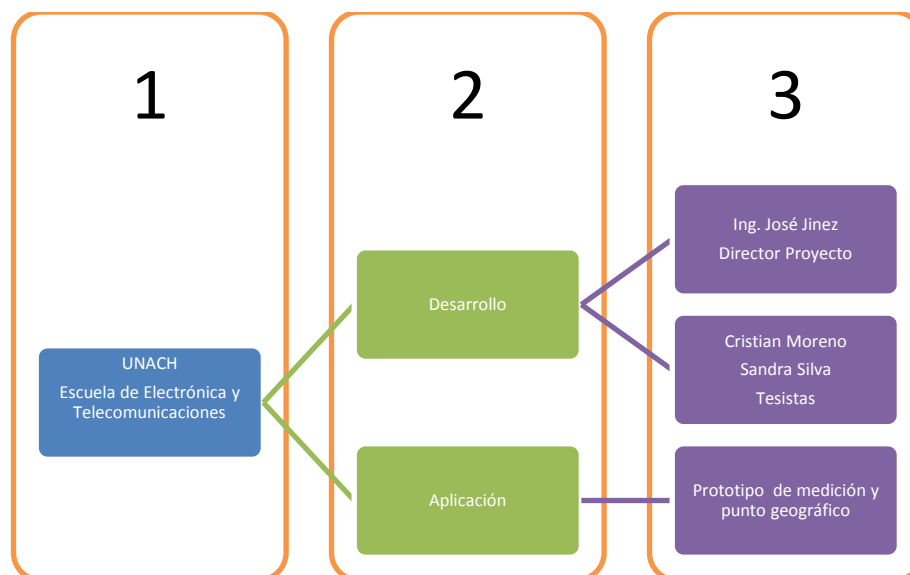 1
2
3
UNACH
Escuela de Electrónica y
Telecomunicaciones
Desarrollo
Aplicación
Ing. José Jinez
Director Proyecto
Cristian Moreno
Sandra Silva
Tesistas
Prototipo de medición y
punto geográfico